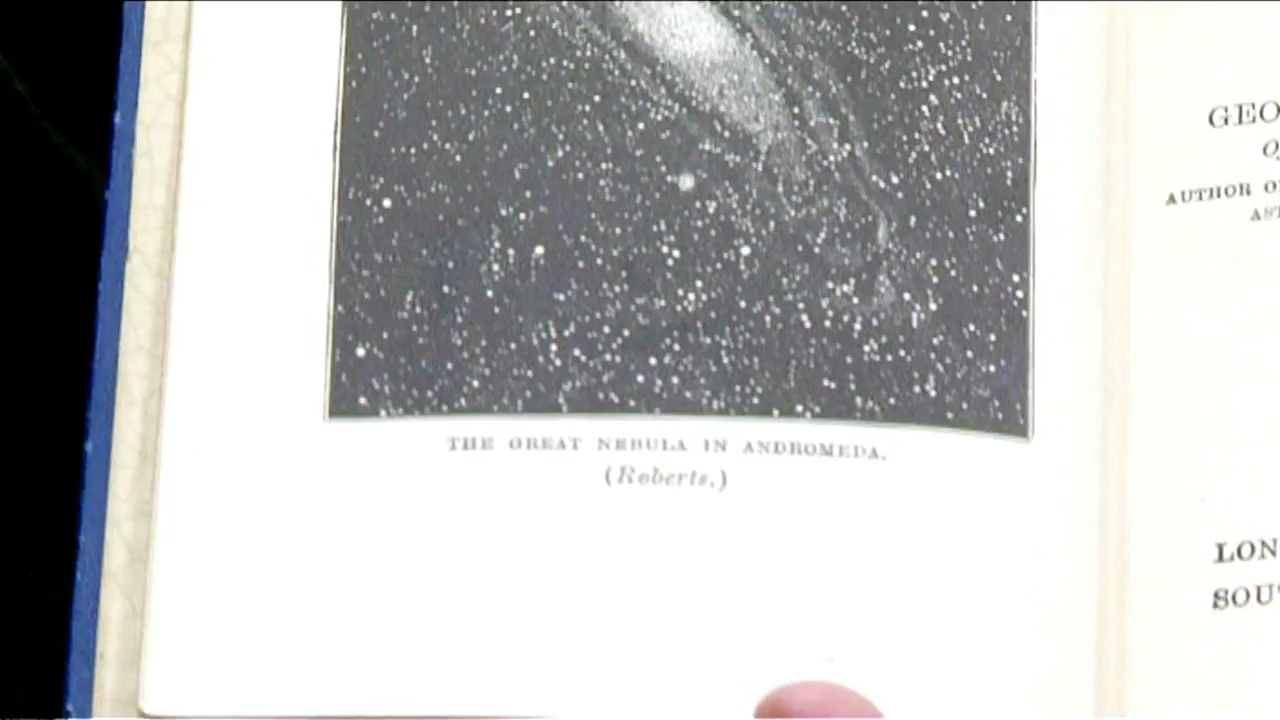 THE GREAT NEBULA IN ANDROMEDA.
(Roberts.)
GEO
O
AUTHOR O
AST
LON
SOU